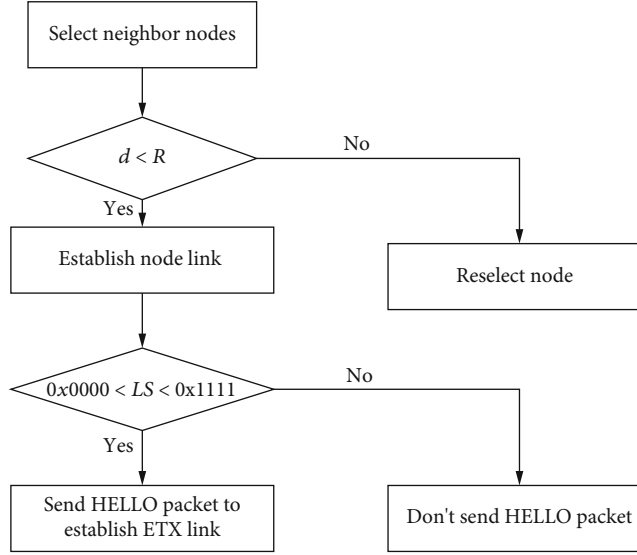 Select neighbor nodes
d < R
No
Yes
Establish node link
Reselect node
0x0000 < LS < 0x1111
No
Yes
Send HELLO packet to
establish ETX link
Don't send HELLO packet